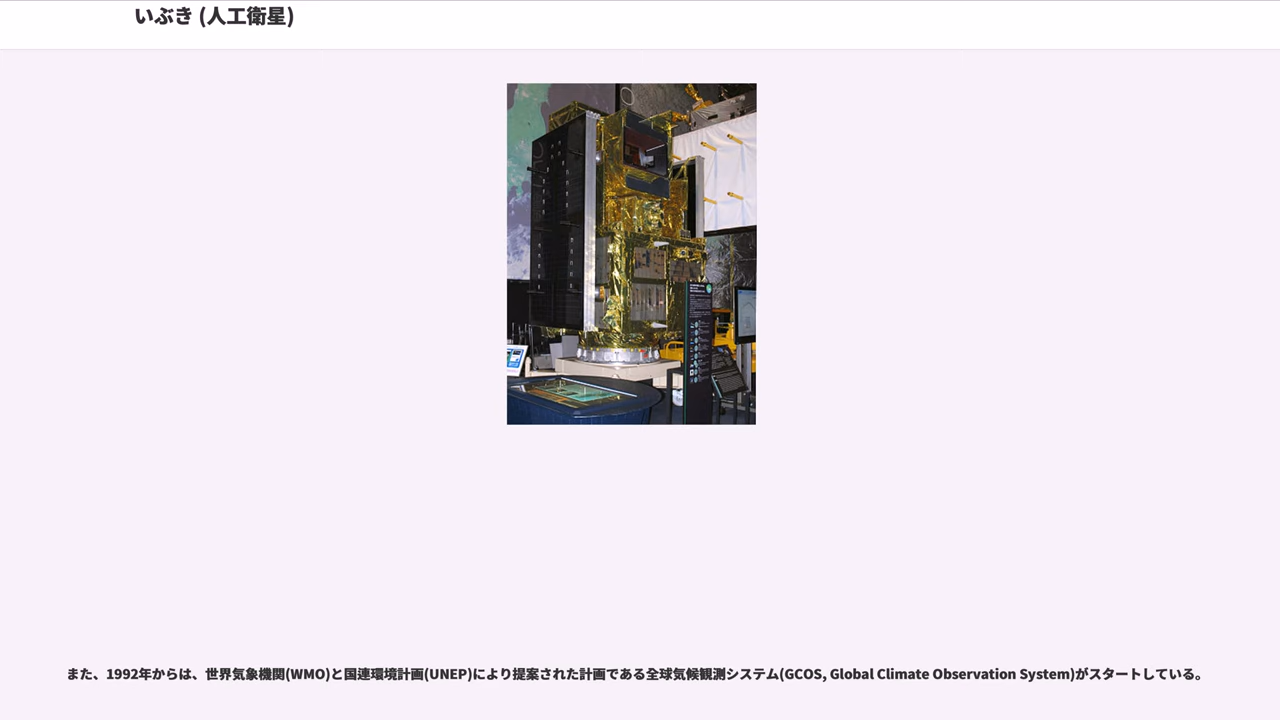 いぶき (人工衛星)
また、1992年からは、世界気象機関(WMO)と国連環境計画(UNEP)により提案された計画である全球気候観測システム(GCOS, Global Climate Observation System)がスタートしている。